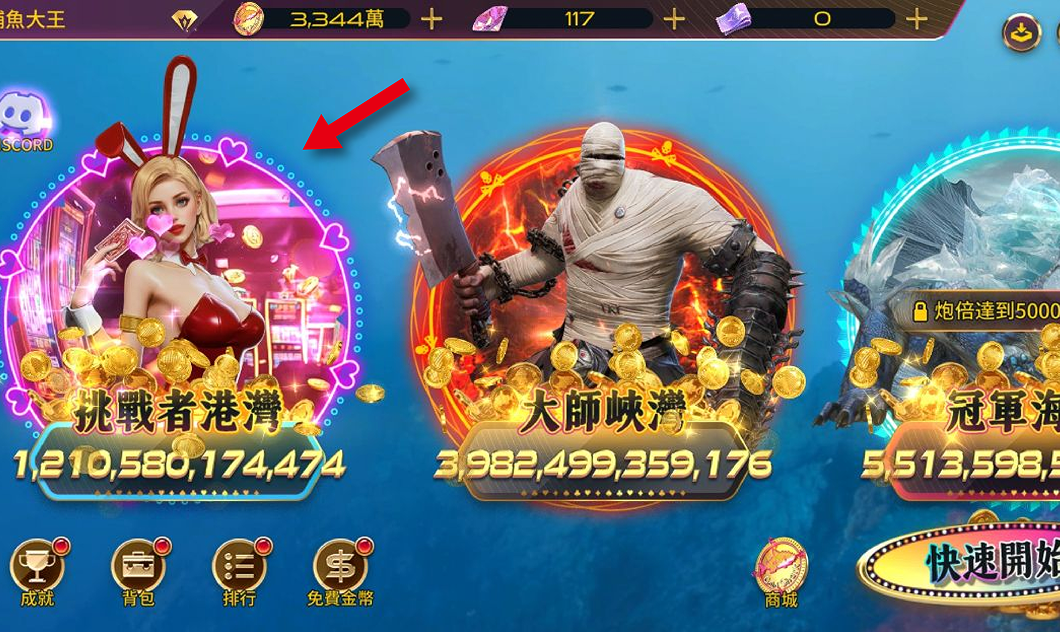 捕魚大王
3,344萬
117
0
DISCORD
炮倍達到5000
挑戰者港灣
大師峽灣
冠軍海
1,210,580,174,474
3,982,499,359,176
5,513,598,5
快速開始
成就
背包
排行
免費金幣
商城